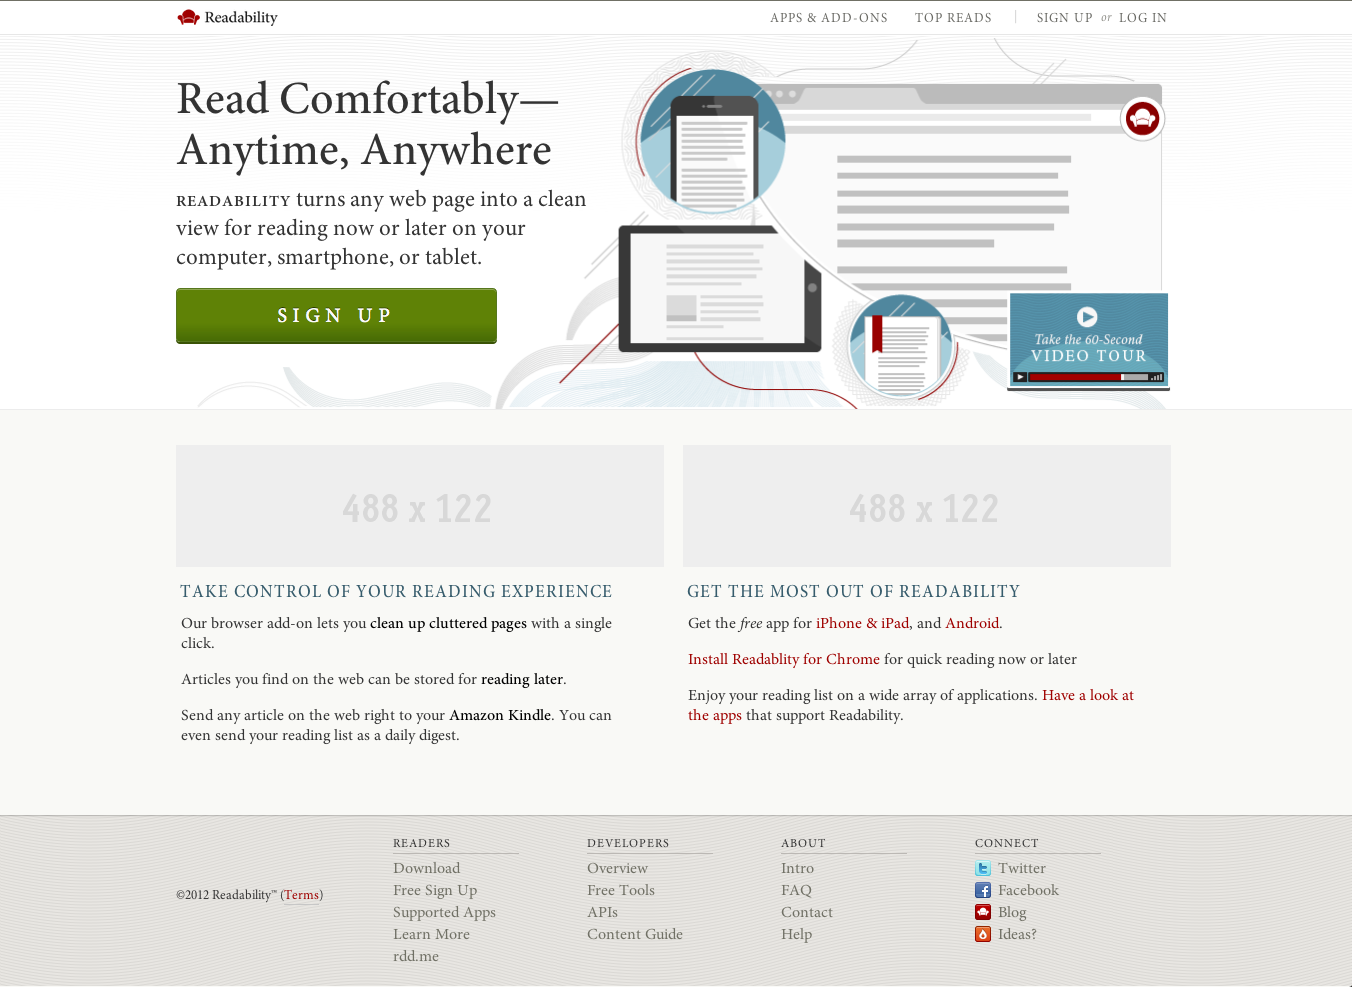 Readability
APPS & ADD-ONS
TOP READS
SIGN UP or LOG IN
Read Comfortably—
Anytime, Anywhere
READABILITY turns any web page into a clean
view for reading now or later on your
computer, smartphone, or tablet.
SIGN UP
Take the 60-Second
VIDEO TOUR
488 x 122
488 x 122
TAKE CONTROL OF YOUR READING EXPERIENCE
Our browser add-on lets you clean up cluttered pages with a single
click.
Articles you find on the web can be stored for reading later.
Send any article on the web right to your Amazon Kindle. You can
even send your reading list as a daily digest.
GET THE MOST OUT OF READABILITY
Get the free app for iPhone & iPad, and Android.
Install Readablity for Chrome for quick reading now or later
Enjoy your reading list on a wide array of applications. Have a look at
the apps that support Readability.
©2012 Readability™ (Terms)
READERS
Download
Free Sign Up
Supported Apps
Learn More
rdd.me
DEVELOPERS
Overview
Free Tools
APIs
Content Guide
ABOUT
Intro
FAQ
Contact
Help
CONNECT
Twitter
Facebook
Blog
Ideas?